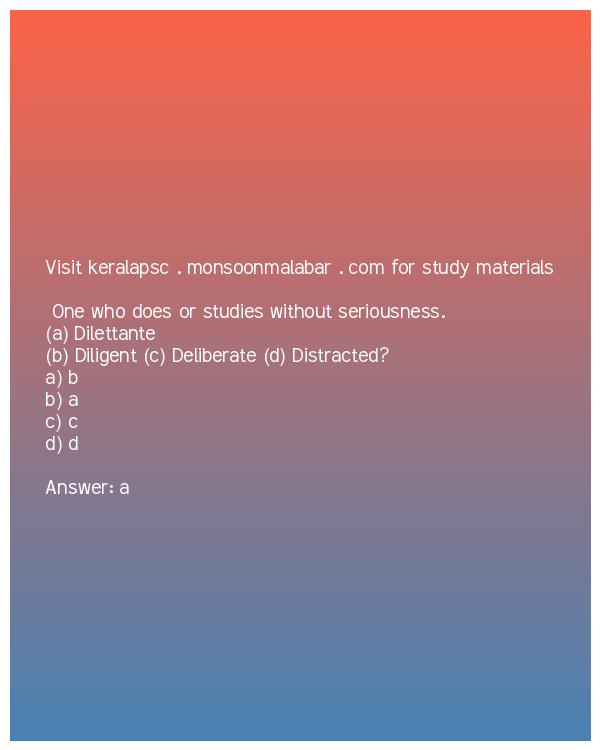 Visit keralapsc . monsoonmalabar . com for study materials
One who does or studies without seriousness.
(a) Dilettante
(b) Diligent (c) Deliberate (d) Distracted?
a) b
b) a
c) c
d) d
Answer: a